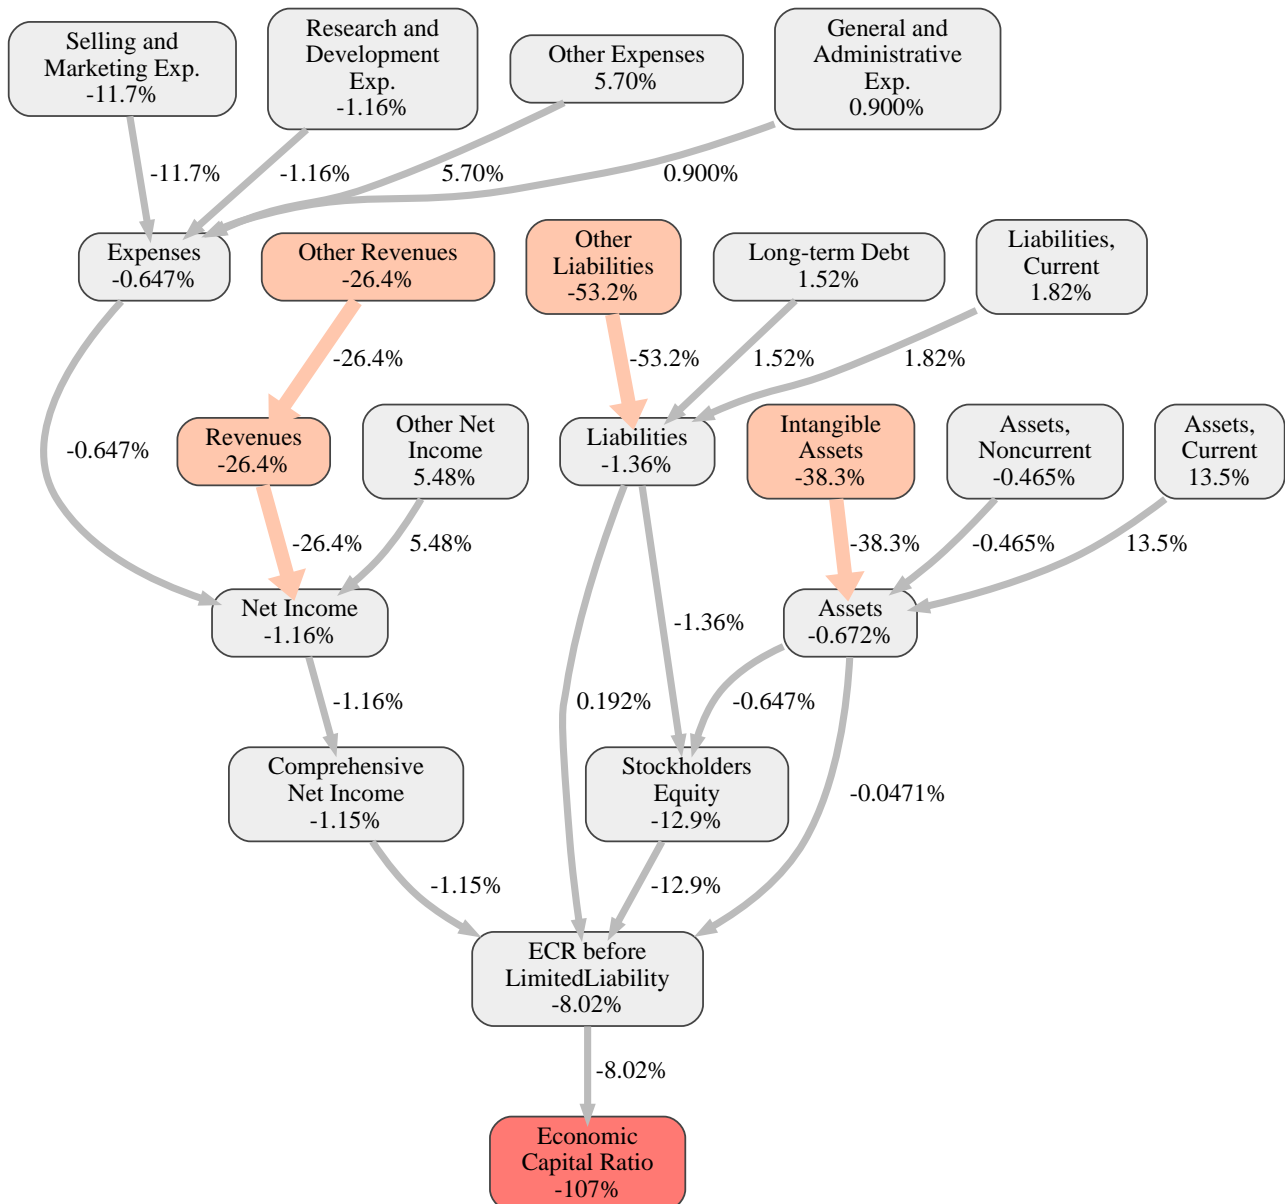 Selling and
Marketing Exp.
-11.7%
Research and
Development
Exp.
-1.16%
Other Expenses
5.70%
General and
Administrative
Exp.
0.900%
-11.7%
-1.16%
5.70%
0.900%
Expenses
-0.647%
Other Revenues
-26.4%
Other
Liabilities
-53.2%
Long-term Debt
1.52%
Liabilities,
Current
1.82%
-26.4%
-53.2%
1.52%
1.82%
-0.647%
Revenues
-26.4%
Other Net
Income
5.48%
Liabilities
-1.36%
Intangible
Assets
-38.3%
Assets,
Noncurrent
-0.465%
Assets,
Current
13.5%
-26.4%
5.48%
-38.3%
-0.465%
13.5%
Net Income
-1.16%
-1.36%
Assets
-0.672%
-1.16%
0.192%
-0.647%
Comprehensive
Net Income
-1.15%
Stockholders
Equity
-12.9%
-0.0471%
-1.15%
-12.9%
ECR before
LimitedLiability
-8.02%
-8.02%
Economic
Capital Ratio
-107%